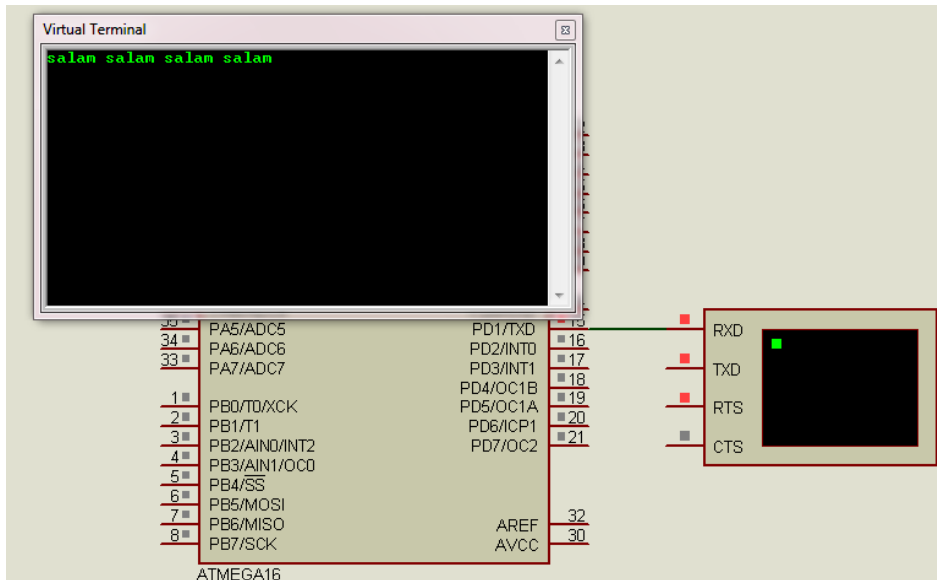 Virtual Terminal
salam salam salam salam
PA5/ADC5
34 PA6/ADC6
33 PA7/ADC7
1 PB0/T0/XCK
2 PB1/T1
3 PB2/AIN0/INT2
4 PB3/AIN1/OC0
5 PB4/SS
6 PB5/MOSI
7 PB6/MISO
8 PB7/SCK
PD1/TXD 15
PD2/INT0 16
PD3/INT1 17
PD4/OC1B 18
PD5/OC1A 19
PD6/ICP1 20
PD7/OC2 21
AREF 32
AVCC 30
ATMEGA16
RXD
TXD
RTS
CTS